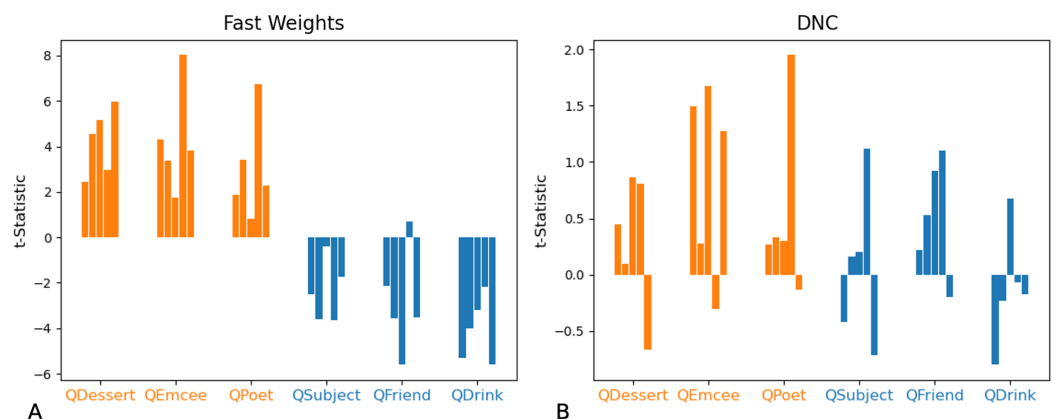 Fast Weights
t-Statistic
8
6
4
2
0
−2
−4
−6
QDessert QEmcee QPoet QSubject QFriend QDrink
A
DNC
t-Statistic
2.0
1.5
1.0
0.5
0.0
−0.5
QDessert QEmcee QPoet QSubject QFriend QDrink
B